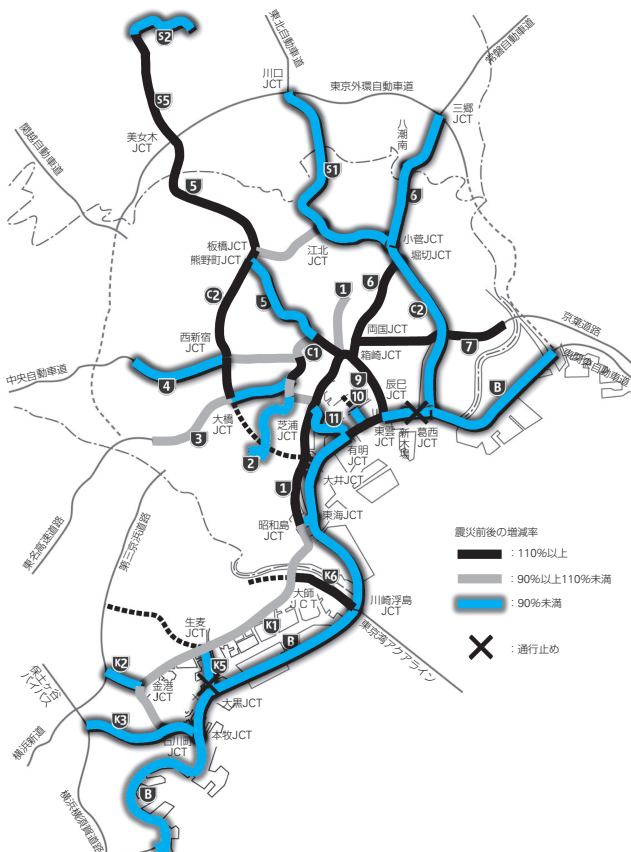 東北自動車道
常磐自動車道
S2
川口
JCT
東京外環自動車道
三郷
JCT
八潮南
S5
関越自動車道
美女木
JCT
S1
5
6
板橋JCT
熊野町JCT
江北
JCT
小菅JCT
堀切JCT
C2
5
1
6
C2
西新宿
JCT
両国JCT
7
京葉道路
C1
箱崎JCT
中央自動車道
4
9
10
辰巳
JCT
B
東関東自動車道
大橋
JCT
3
芝浦
JCT
11
東雲
JCT
新木場
葛西
JCT
有明
JCT
2
大井JCT
1
東海JCT
昭和島
JCT
東名高速道路
第三京浜道路
震災前後の増減率
:110%以上
:90%以上110%未満
:90%未満
:通行止め
K6
大師
JCT
川崎浮島
JCT
生麦
JCT
K1
東京湾アクアライン
B
K5
K2
金港
JCT
保土ヶ谷
バイパス
大黒JCT
K3
横浜新道
石川町
JCT
本牧JCT
B
横浜横須賀道路